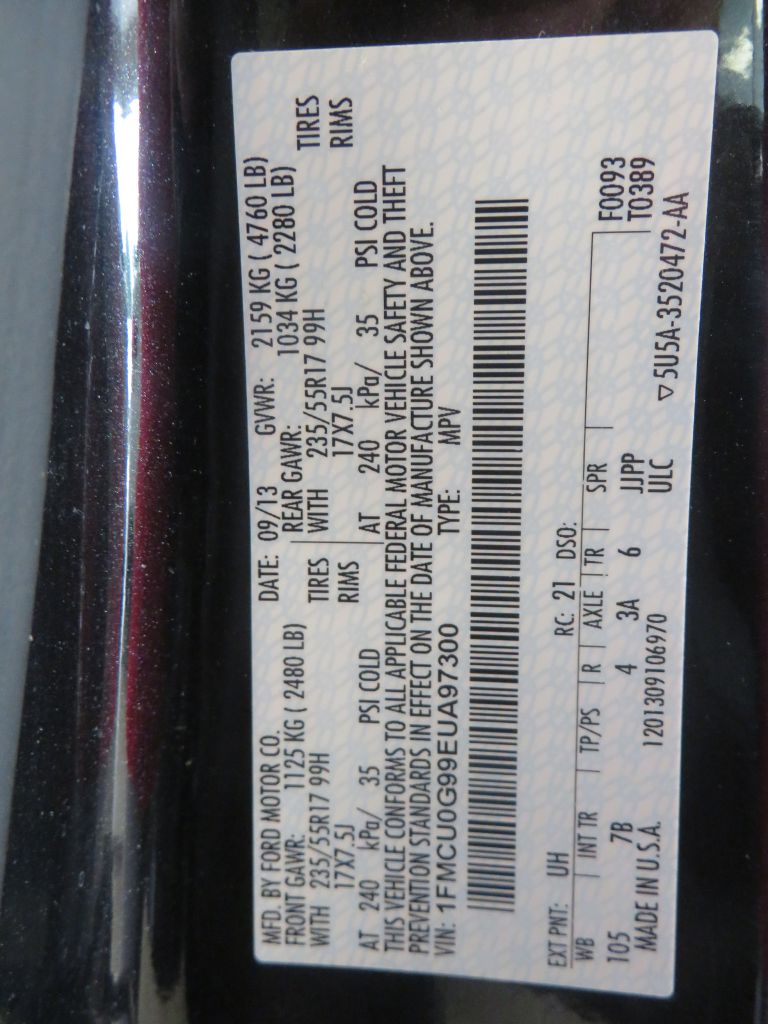 MFD. BY FORD MOTOR CO. DATE: 09/13 GVWR: 2159 KG ( 4760 LB)
FRONT GAWR: 1125 KG ( 2480 LB) REAR GAWR: 1034 KG ( 2280 LB)
WITH 235/55R17 99H TIRES WITH 235/55R17 99H TIRES
17X7.5J RIMS 17X7.5J RIMS
AT 240 kPa/ 35 PSI COLD AT 240 kPa/ 35 PSI COLD
THIS VEHICLE CONFORMS TO ALL APPLICABLE FEDERAL MOTOR VEHICLE SAFETY AND THEFT
PREVENTION STANDARDS IN EFFECT ON THE DATE OF MANUFACTURE SHOWN ABOVE.
VIN: 1FMCU0G99EUA97300 TYPE: MPV
EXT PNT: UH RC: 21 DSO:
WB INT TR TP/PS R AXLE TR SPR F0093
105 7B 4 3A 6 JJPP T0389
ULC
MADE IN U.S.A. 1201309106970 ▽5U5A-3520472-AA